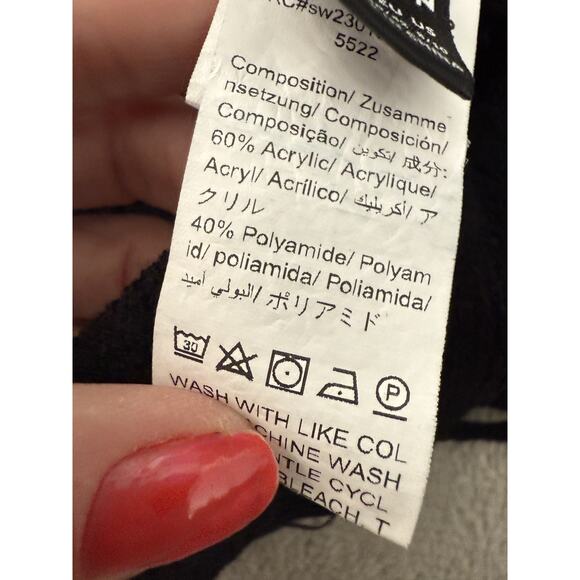 5522
Composition/ Zusamme
nsetzung/ Composición/
Composição/ تكوين/ 成分:
60% Acrylic/ Acrylique/
Acryl/ Acrílico/ أكريليك/ ア
クリル
40% Polyamide/ Polyam
id/ poliamida/ Poliamida/
البولي أميد/ ポリアミド
30
P
WASH WITH LIKE COL
CHINE WASH
NTLE CYCL
BLEACH, T